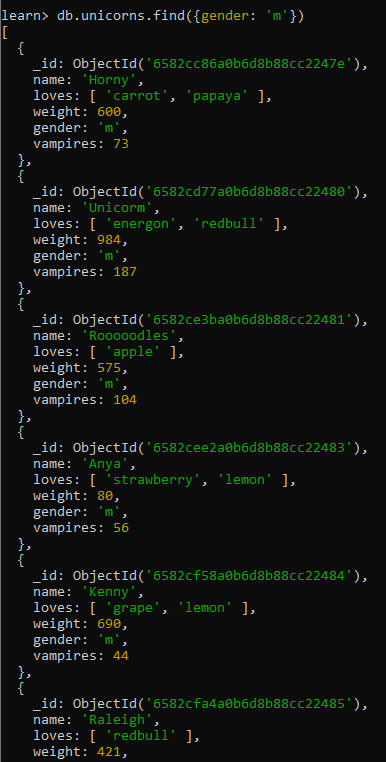 learn> db.unicorns.find({gender: 'm'})
[
  {
    _id: ObjectId('6582cc86a0b6d8b88cc2247e'),
    name: 'Horny',
    loves: [ 'carrot', 'papaya' ],
    weight: 600,
    gender: 'm',
    vampires: 73
  },
  {
    _id: ObjectId('6582cd77a0b6d8b88cc22480'),
    name: 'Unicorm',
    loves: [ 'energon', 'redbull' ],
    weight: 984,
    gender: 'm',
    vampires: 187
  },
  {
    _id: ObjectId('6582ce3ba0b6d8b88cc22481'),
    name: 'Rooooodles',
    loves: [ 'apple' ],
    weight: 575,
    gender: 'm',
    vampires: 104
  },
  {
    _id: ObjectId('6582cee2a0b6d8b88cc22483'),
    name: 'Anya',
    loves: [ 'strawberry', 'lemon' ],
    weight: 80,
    gender: 'm',
    vampires: 56
  },
  {
    _id: ObjectId('6582cf58a0b6d8b88cc22484'),
    name: 'Kenny',
    loves: [ 'grape', 'lemon' ],
    weight: 690,
    gender: 'm',
    vampires: 44
  },
  {
    _id: ObjectId('6582cfa4a0b6d8b88cc22485'),
    name: 'Raleigh',
    loves: [ 'redbull' ],
    weight: 421,